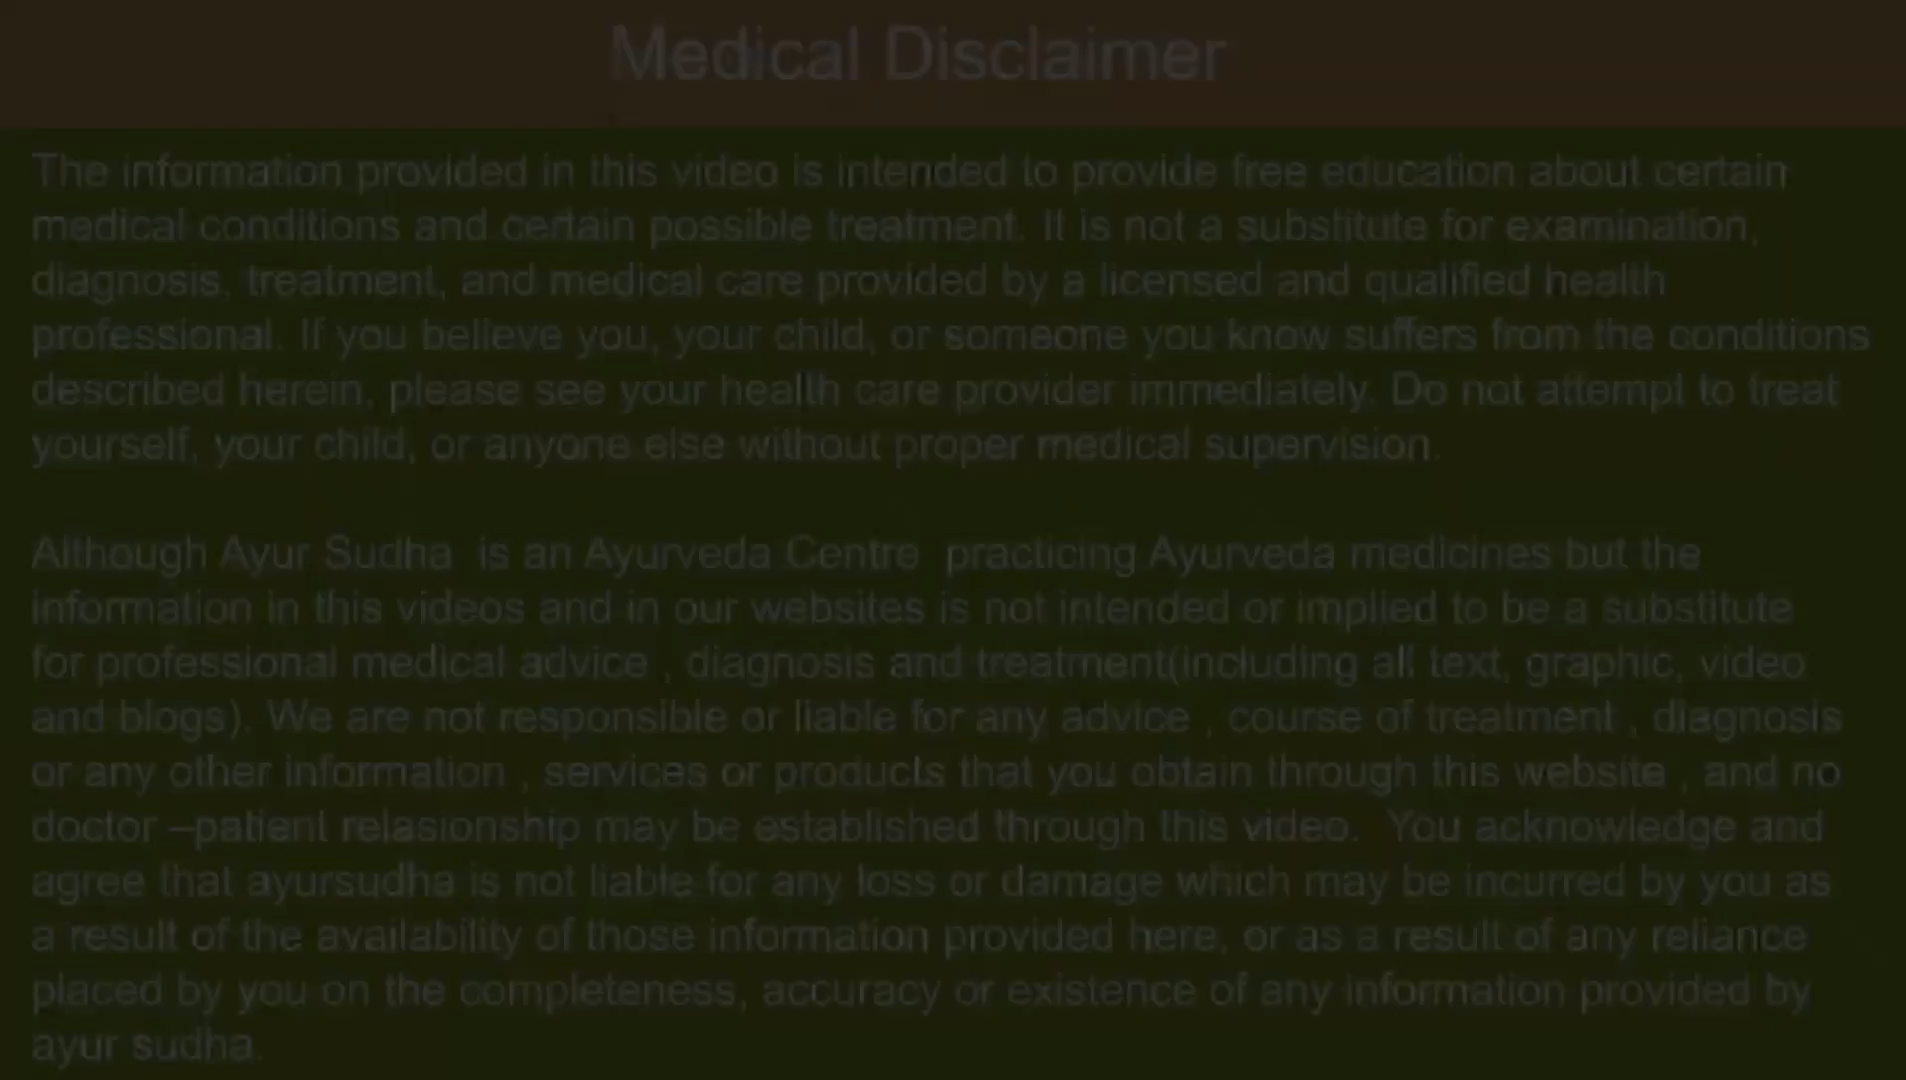 Medical Disclaimer
The information provided in this video is intended to provide free education about certain
medical conditions and certain possible treatment. It is not a substitute for examination,
diagnosis, treatment, and medical care provided by a licensed and qualified health
professional. If you believe you, your child, or someone you know suffers from the conditions
described herein, please see your health care provider immediately. Do not attempt to treat
yourself, your child, or anyone else without proper medical supervision.
Although Ayur Sudha is an Ayurveda Centre practicing Ayurveda medicines but the
information in this videos and in our websites is not intended or implied to be a substitute
for professional medical advice , diagnosis and treatment(including all text, graphic, video
and blogs). We are not responsible or liable for any advice , course of treatment , diagnosis
or any other information , services or products that you obtain through this website , and no
doctor –patient relasionship may be established through this video. You acknowledge and
agree that ayursudha is not liable for any loss or damage which may be incurred by you as
a result of the availability of those information provided here, or as a result of any reliance
placed by you on the completeness, accuracy or existence of any information provided by
ayur sudha.